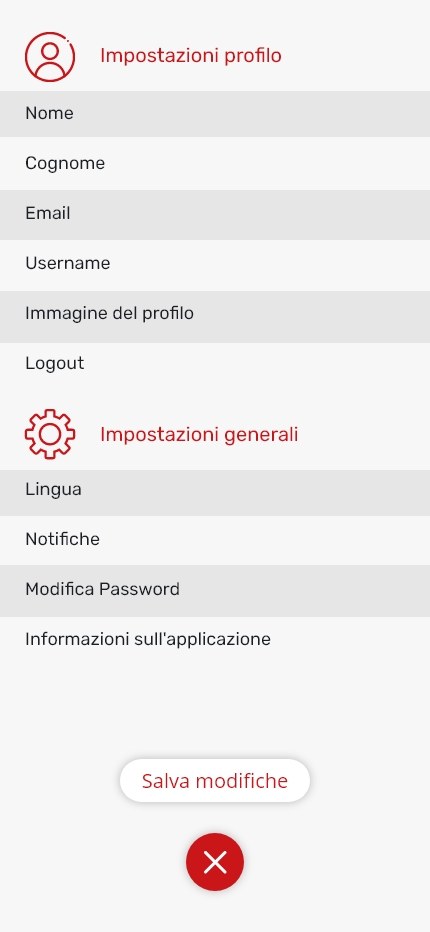 Impostazioni profilo
Nome
Cognome
Email
Username
Immagine del profilo
Logout
Impostazioni generali
Lingua
Notifiche
Modifica Password
Informazioni sull'applicazione
Salva modifiche